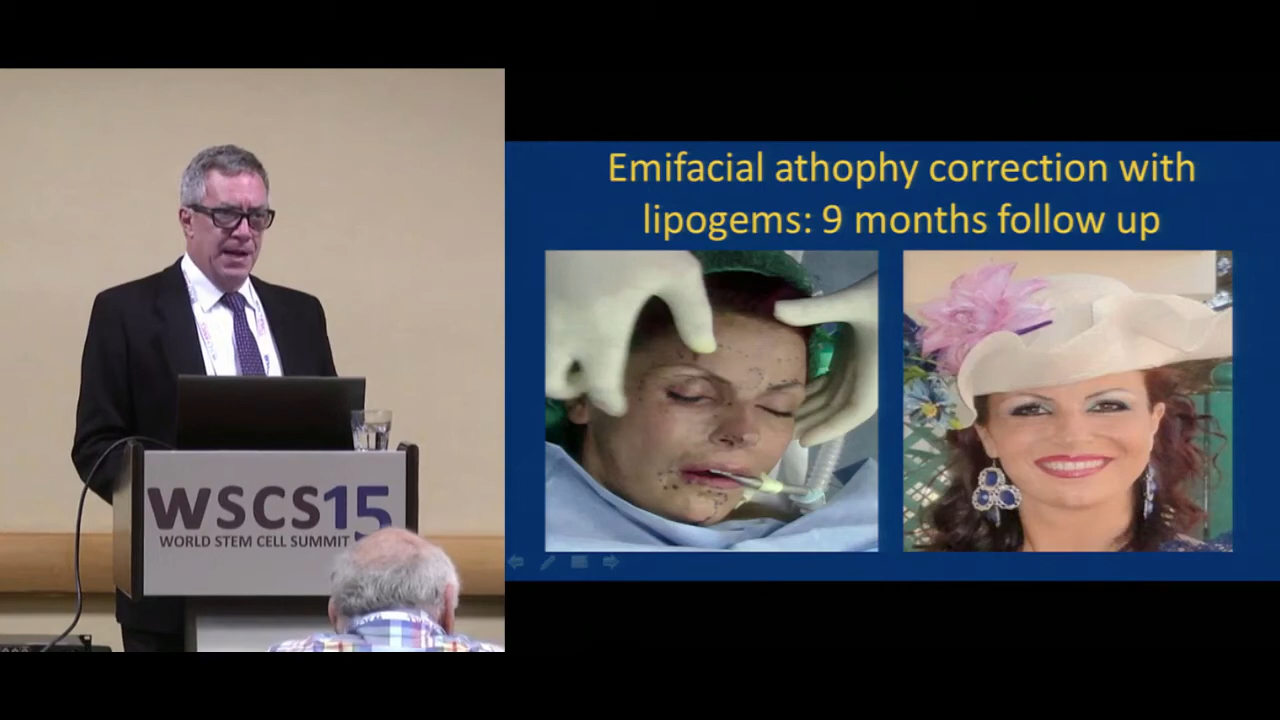 Emifacial athophy correction with
lipogems: 9 months follow up
WSCS15
WORLD STEM CELL SUMMIT